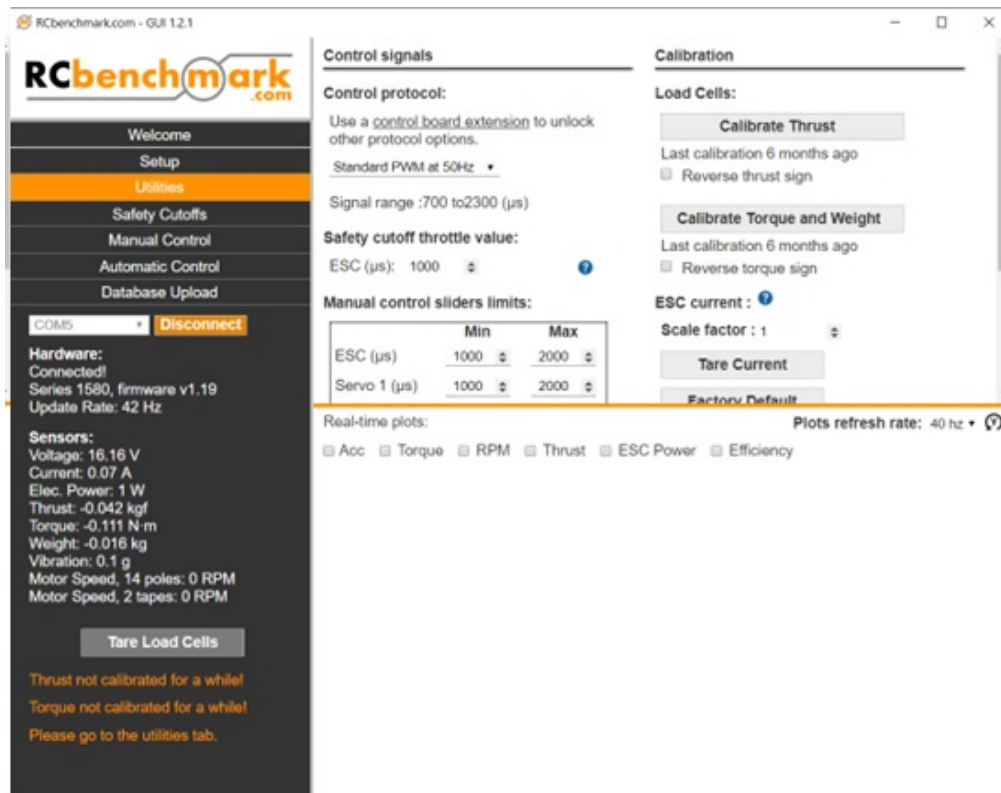 RCbenchmark.com - GUI 1.2.1
RCbenchmark
.com
Welcome
Setup
Utilities
Safety Cutoffs
Manual Control
Automatic Control
Database Upload
COM5
Disconnect
Hardware:
Connected!
Series 1580, firmware v1.19
Update Rate: 42 Hz
Sensors:
Voltage: 16.16 V
Current: 0.07 A
Elec. Power: 1 W
Thrust: -0.042 kgf
Torque: -0.111 N·m
Weight: -0.016 kg
Vibration: 0.1 g
Motor Speed, 14 poles: 0 RPM
Motor Speed, 2 tapes: 0 RPM
Tare Load Cells
Thrust not calibrated for a while!
Torque not calibrated for a while!
Please go to the utilities tab.
Control signals
Control protocol:
Use a control board extension to unlock
other protocol options.
Standard PWM at 50Hz
Signal range :700 to2300 (µs)
Safety cutoff throttle value:
ESC (µs): 1000
?
Manual control sliders limits:
Min Max
ESC (µs) 1000 2000
Servo 1 (µs) 1000 2000
Calibration
Load Cells:
Calibrate Thrust
Last calibration 6 months ago
Reverse thrust sign
Calibrate Torque and Weight
Last calibration 6 months ago
Reverse torque sign
ESC current : ?
Scale factor : 1
Tare Current
Factory Default
Real-time plots:
Plots refresh rate: 40 hz
Acc Torque RPM Thrust ESC Power Efficiency